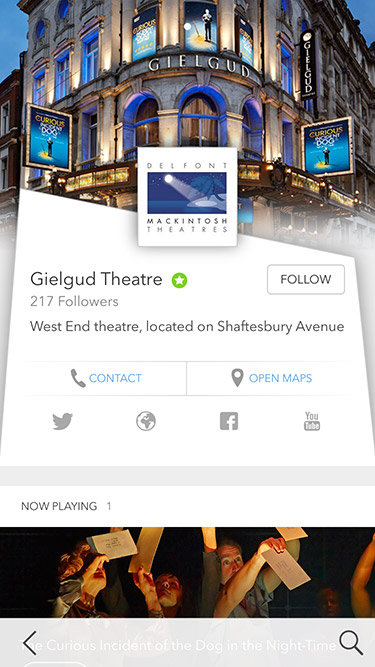 GIELGUD
GIELGUD
CURIOUS
INCIDENT
DOG
CURIOUS
INCIDENT
DOG
DELFONT
MACKINTOSH
THEATRES
Gielgud Theatre
FOLLOW
217 Followers
West End theatre, located on Shaftesbury Avenue
CONTACT
OPEN MAPS
You
Tube
NOW PLAYING 1
The Curious Incident of the Dog in the Night-Time